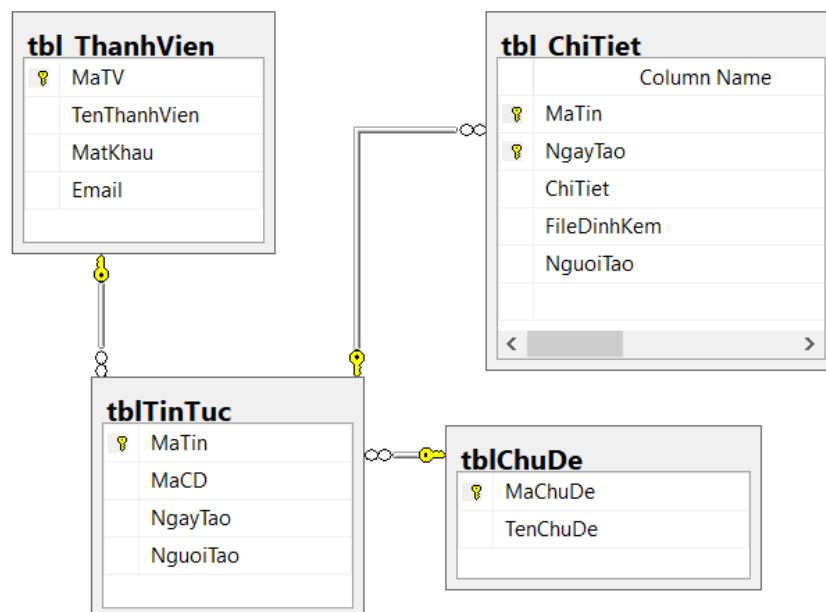 tbl_ThanhVien
MaTV
TenThanhVien
MatKhau
Email
tbl_ChiTiet
Column Name
MaTin
NgayTao
ChiTiet
FileDinhKem
NguoiTao
tblTinTuc
MaTin
MaCD
NgayTao
NguoiTao
tblChuDe
MaChuDe
TenChuDe